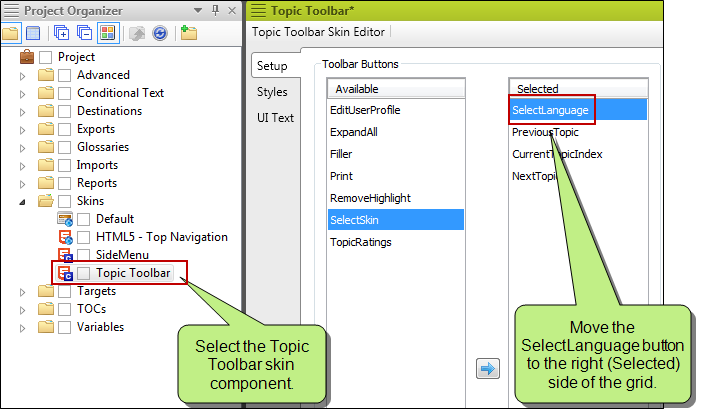 Project Organizer
Project
Advanced
Conditional Text
Destinations
Exports
Glossaries
Imports
Reports
Skins
Default
HTML5 - Top Navigation
SideMenu
Topic Toolbar
Targets
TOCs
Variables
Select the Topic
Toolbar skin
component.
Topic Toolbar*
Topic Toolbar Skin Editor
Setup
Styles
UI Text
Toolbar Buttons
Available
EditUserProfile
ExpandAll
Filler
Print
RemoveHighlight
SelectSkin
TopicRatings
Selected
SelectLanguage
PreviousTopic
CurrentTopicIndex
NextTopic
Move the
SelectLanguage button
to the right (Selected)
side of the grid.